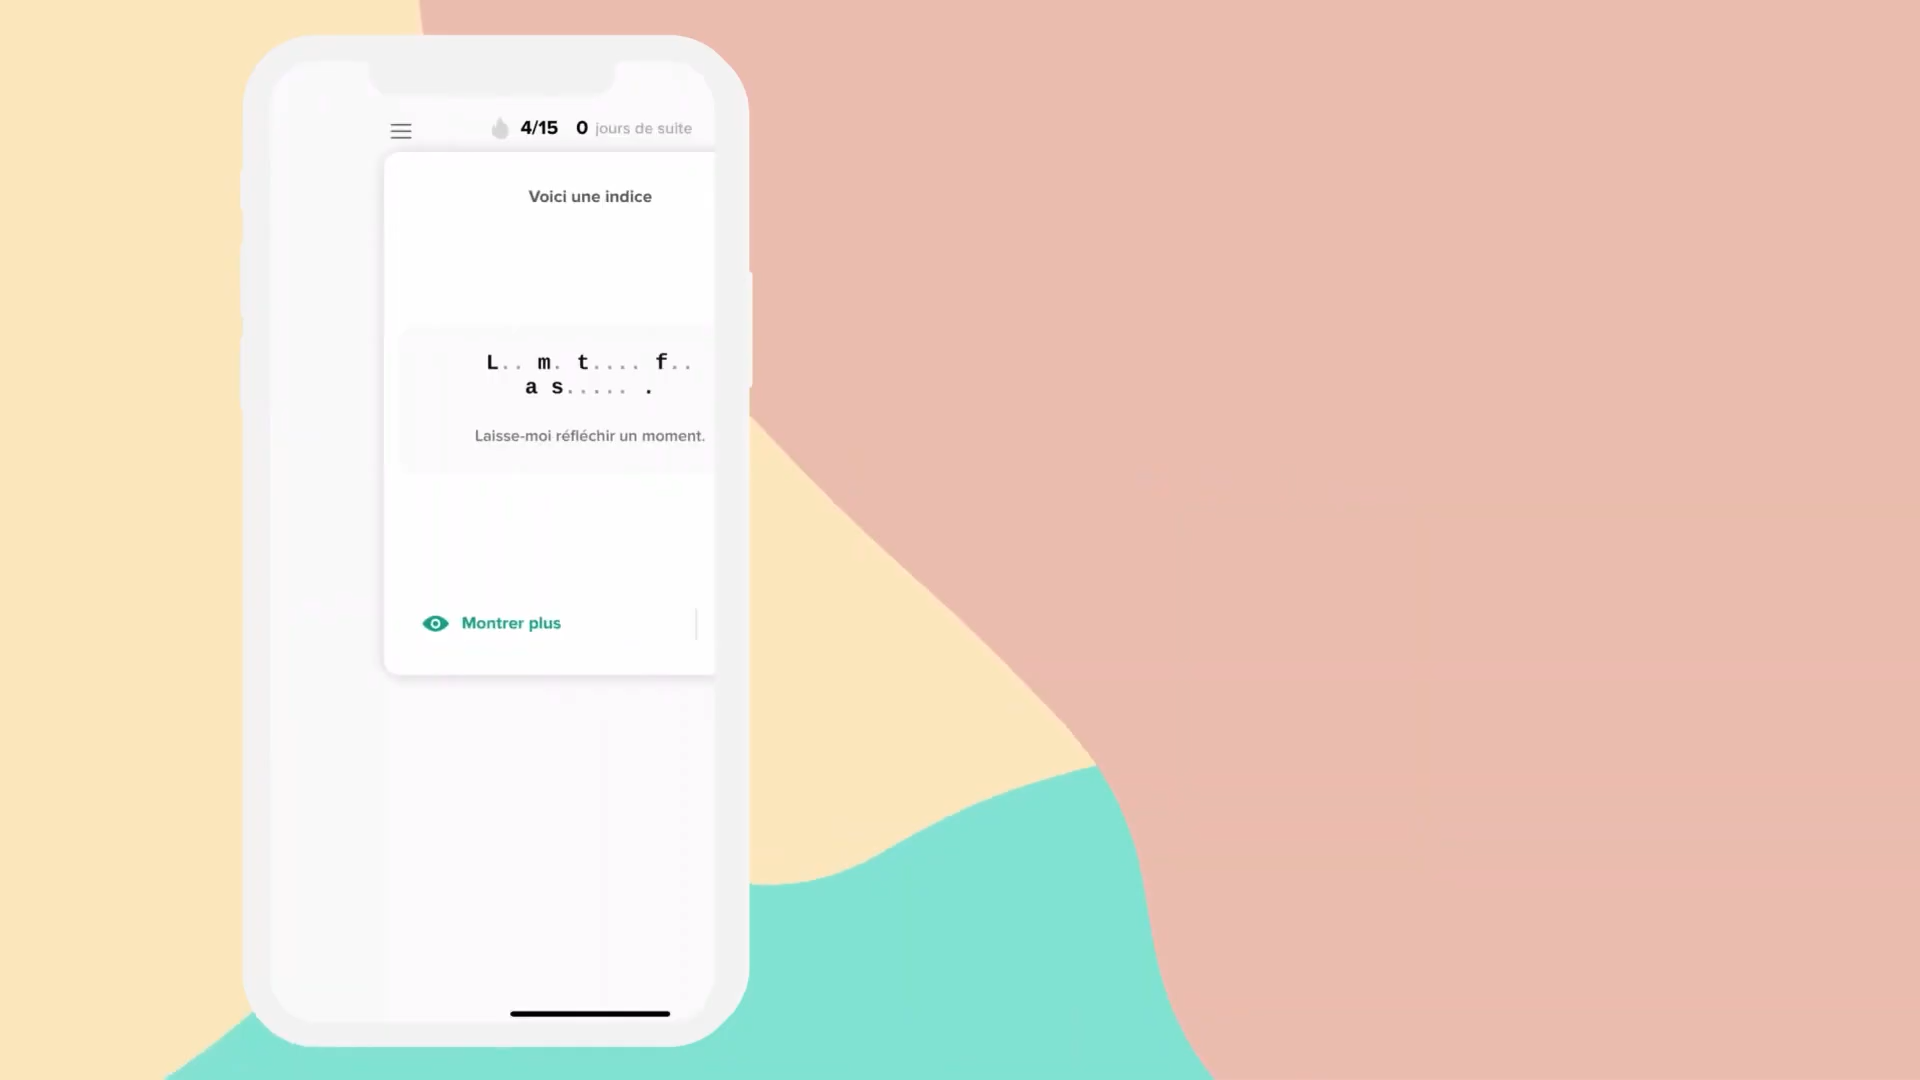 4/15 0 jours de suite
Voici une indice
L.. m. t.... f..
a s..... .
Laisse-moi réfléchir un moment.
Montrer plus